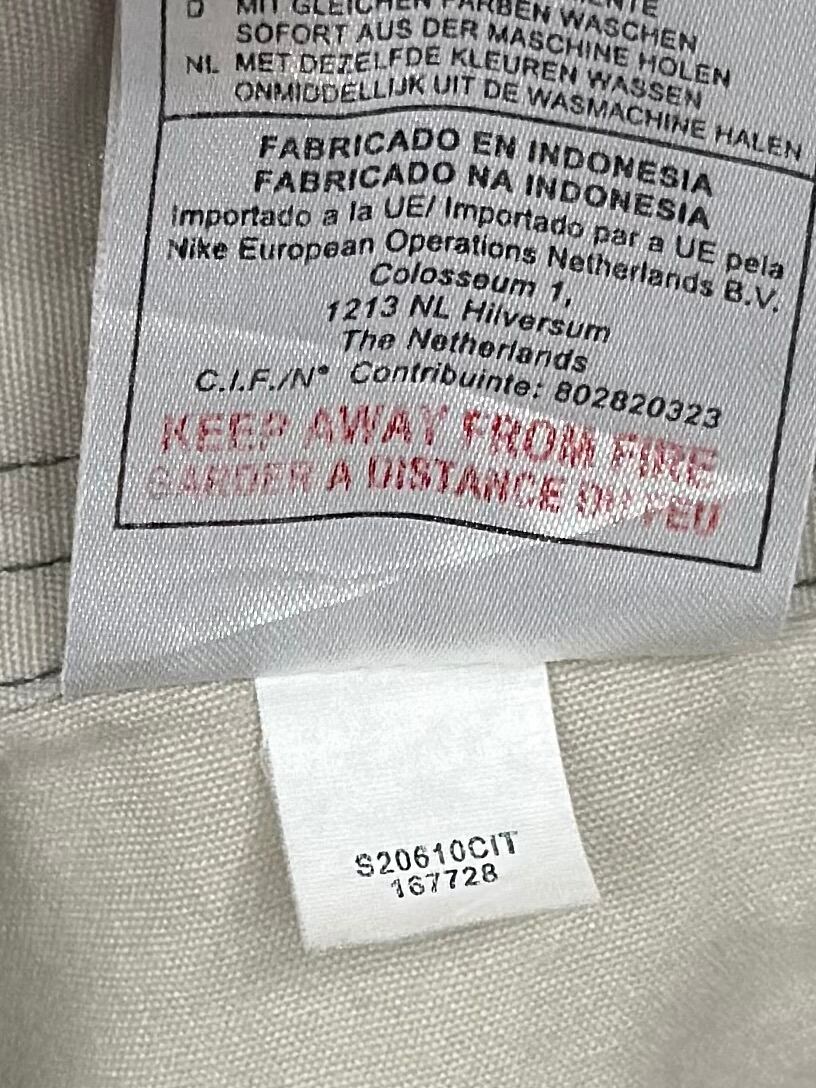 D MIT GLEICHEN FARBEN WASCHEN
SOFORT AUS DER MASCHINE HOLEN
NL MET DEZELFDE KLEUREN WASSEN
ONMIDDELLIJK UIT DE WASMACHINE HALEN
FABRICADO EN INDONESIA
FABRICADO NA INDONESIA
Importado a la UE/ Importado par a UE pela
Nike European Operations Netherlands B.V.
Colosseum 1,
1213 NL Hilversum
The Netherlands
C.I.F./N° Contribuinte: 802820323
KEEP AWAY FROM FIRE
GARDER A DISTANCE DU FEU
S20610CIT
167728